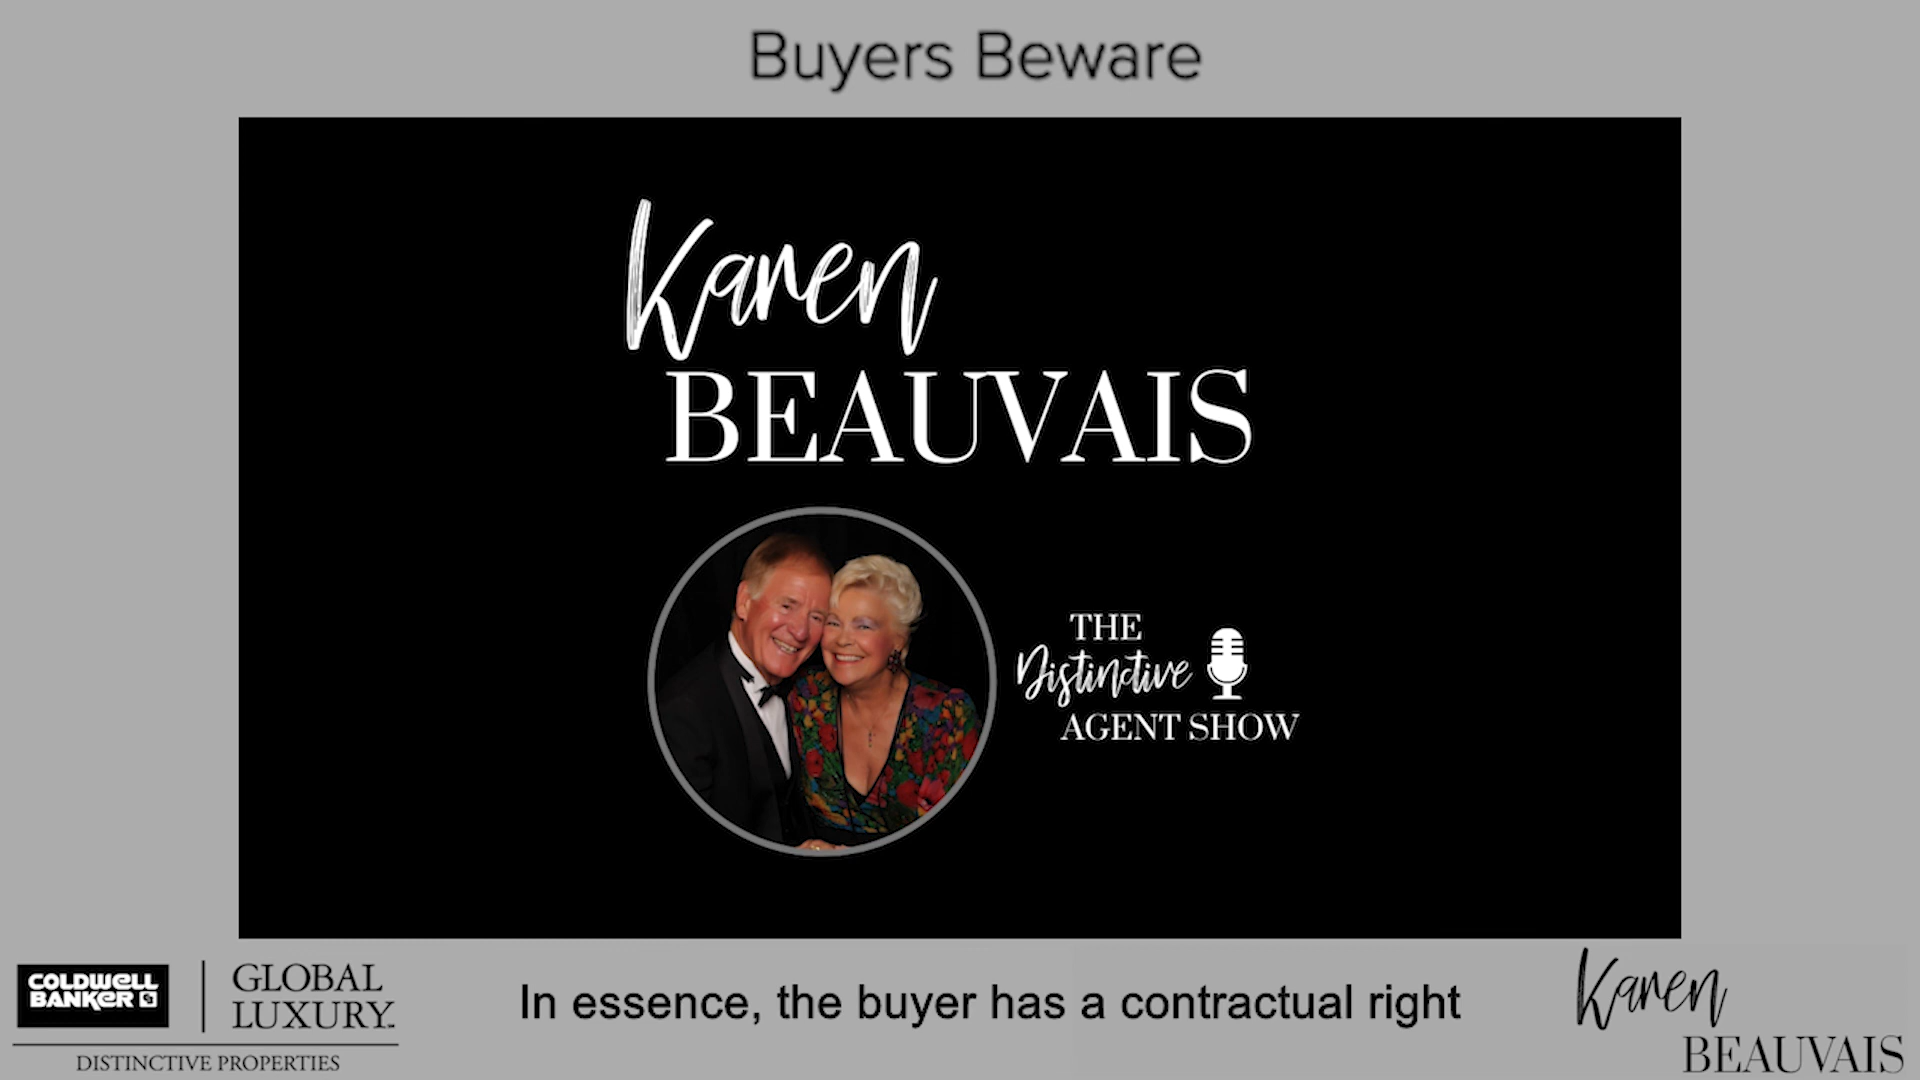 Buyers Beware
Karen
BEAUVAIS
THE
Distinctive
AGENT SHOW
COLDWELL
BANKER
GLOBAL
LUXURY.
DISTINCTIVE PROPERTIES
In essence, the buyer has a contractual right
Karen
BEAUVAIS